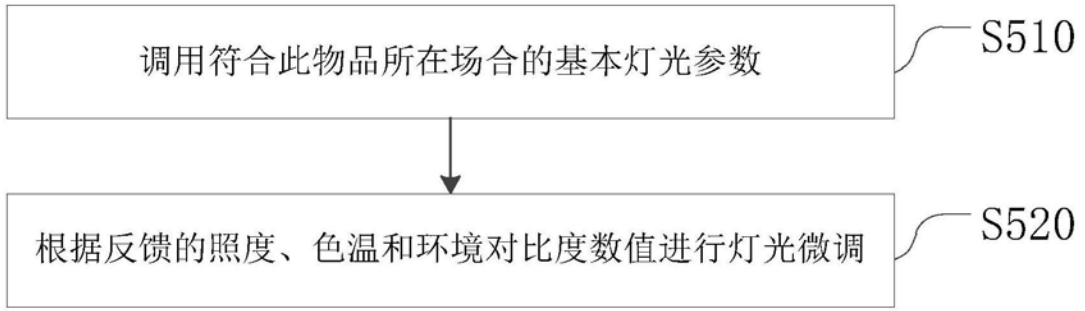 调用符合此物品所在场合的基本灯光参数
S510
根据反馈的照度、色温和环境对比度数值进行灯光微调
S520